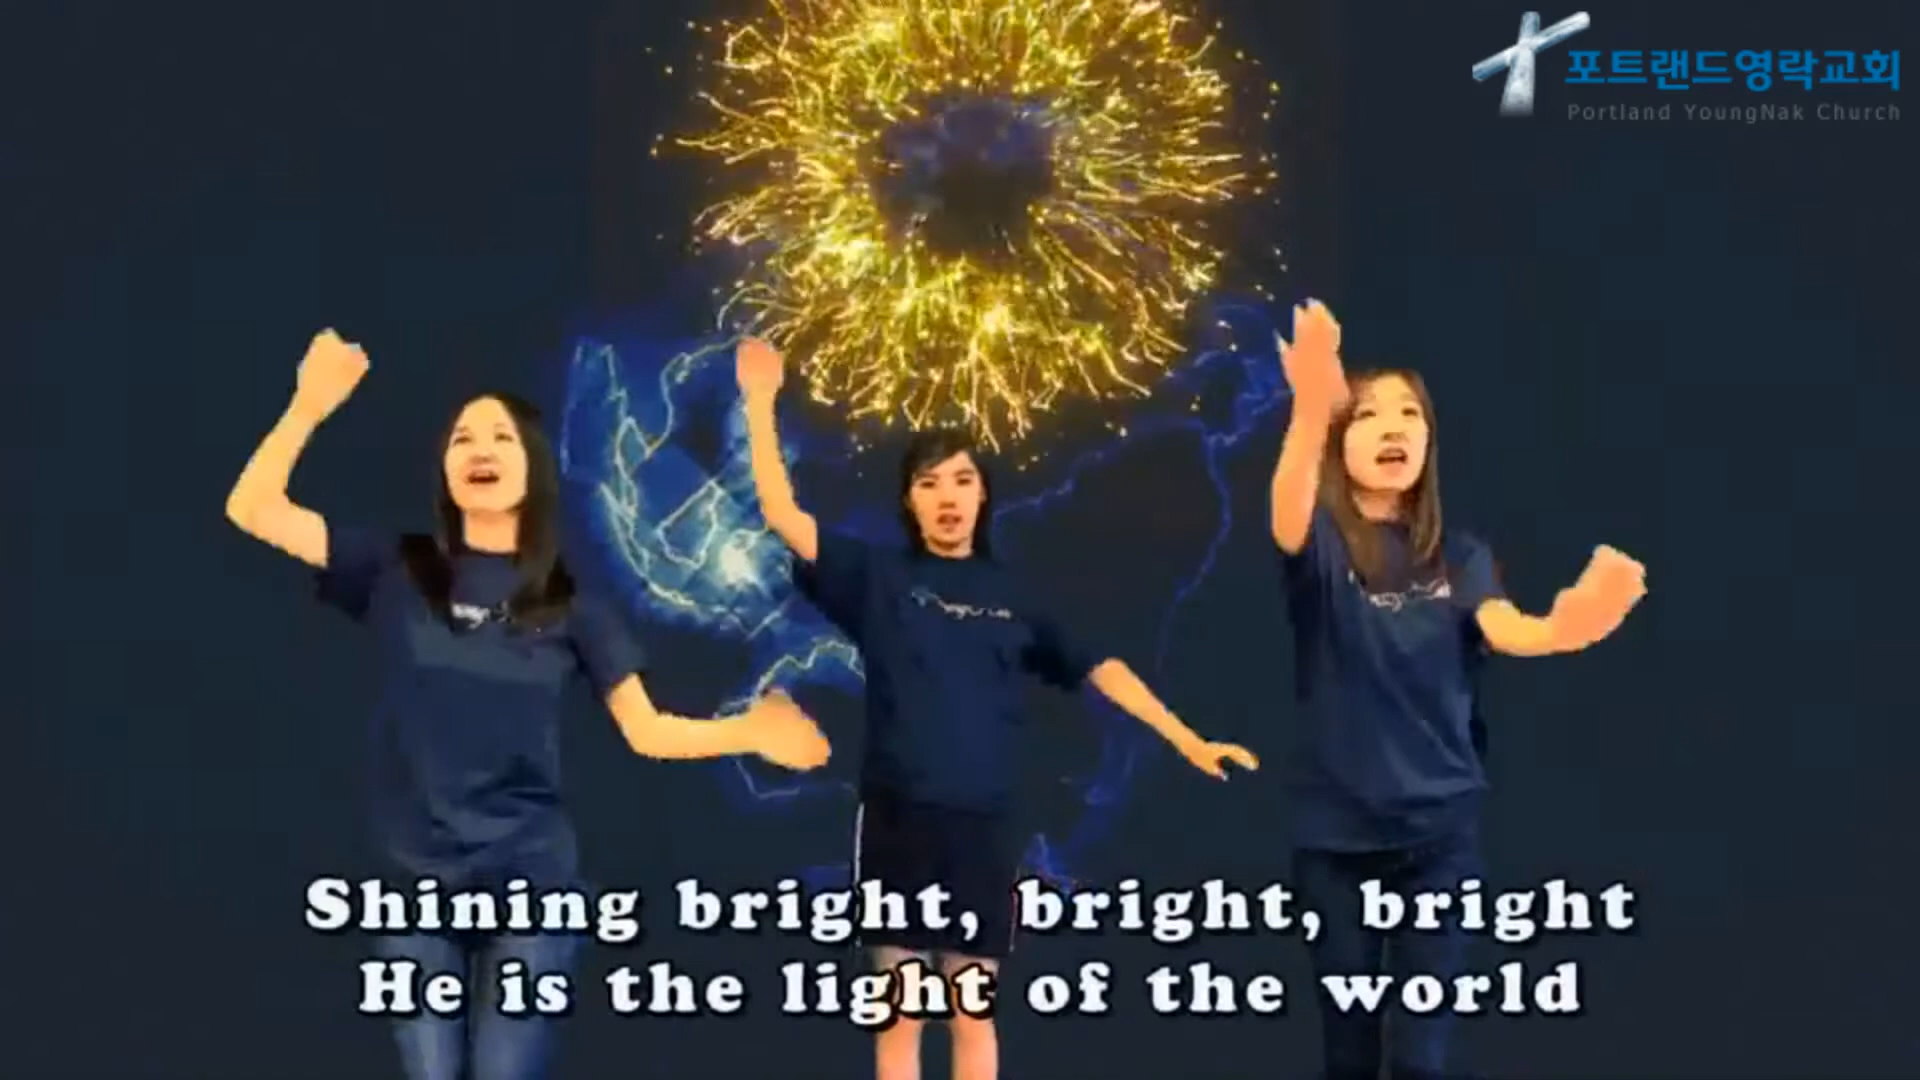 포트랜드영락교회
Portland YoungNak Church
Shining bright, bright, bright
He is the light of the world